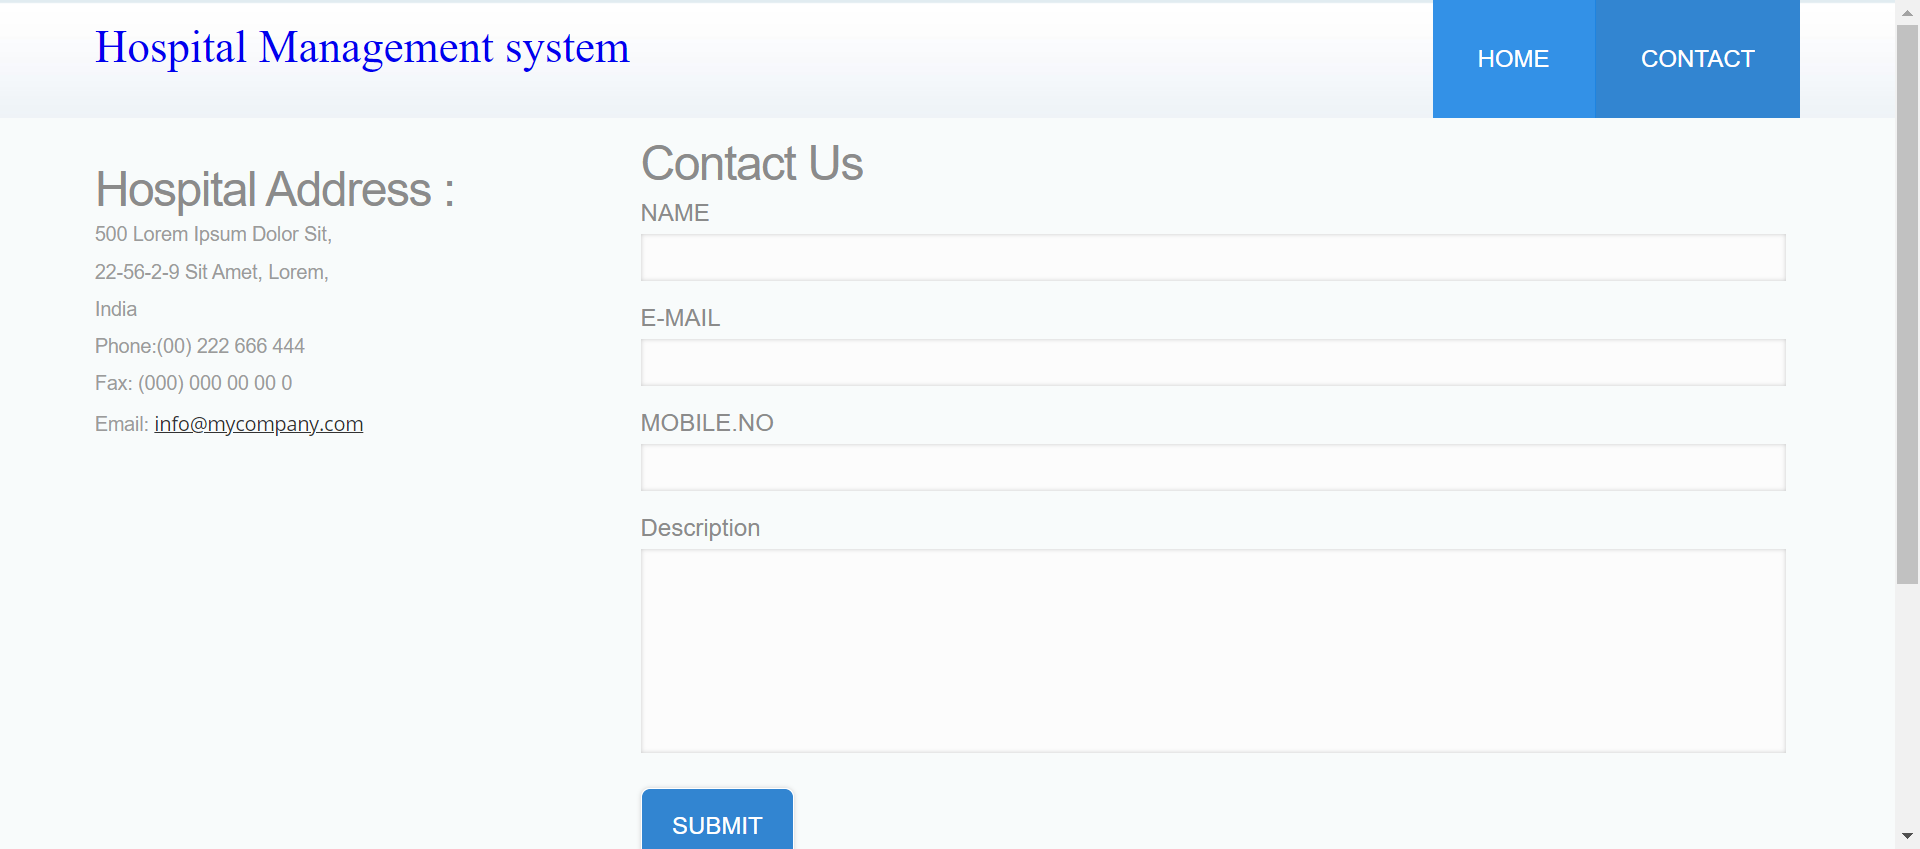 Hospital Management system
HOME
CONTACT
Hospital Address :
500 Lorem Ipsum Dolor Sit,
22-56-2-9 Sit Amet, Lorem,
India
Phone:(00) 222 666 444
Fax: (000) 000 00 00 0
Email: info@mycompany.com
Contact Us
NAME
E-MAIL
MOBILE.NO
Description
SUBMIT